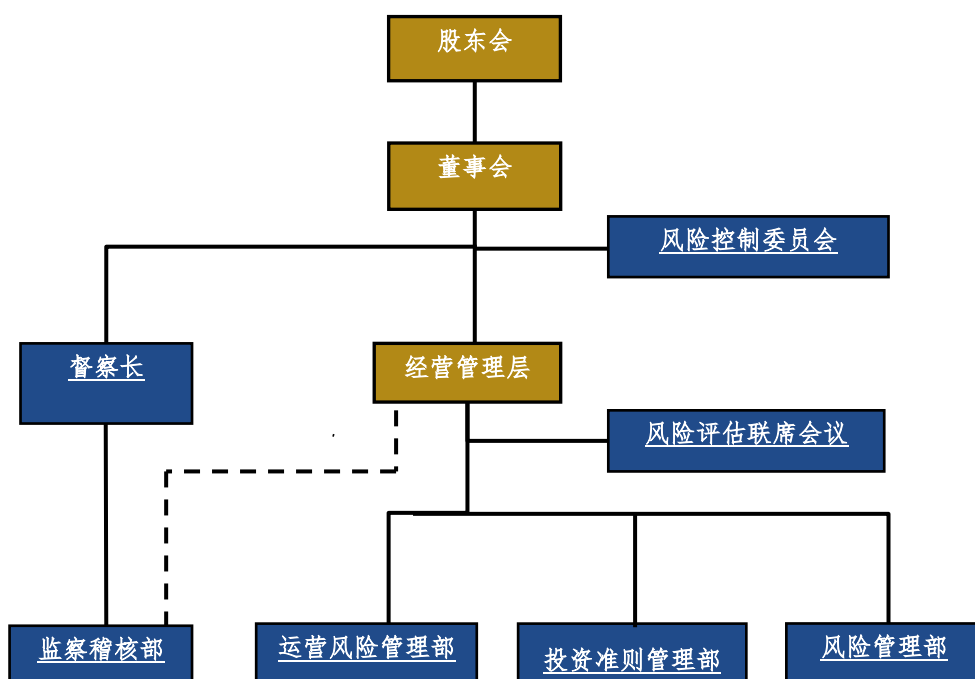 股东会
董事会
风险控制委员会
督察长
经营管理层
风险评估联席会议
监察稽核部
运营风险管理部
投资准则管理部
风险管理部